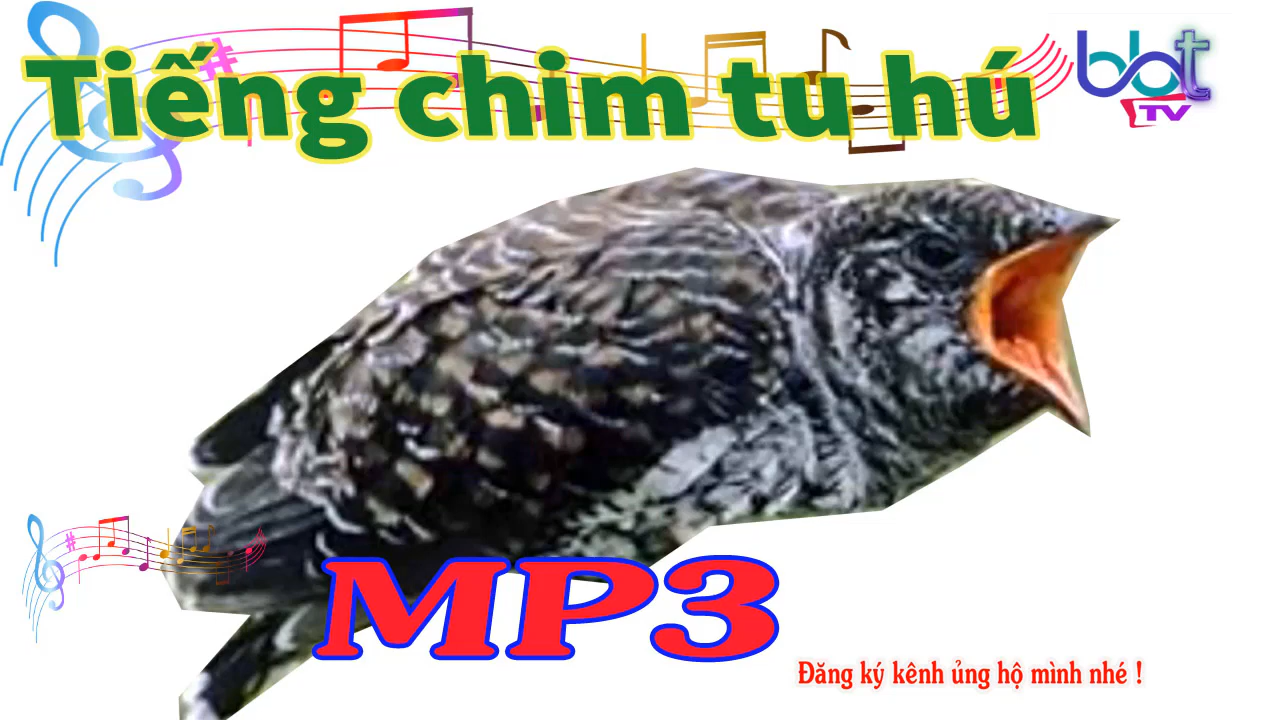 Tiếng chim tu hú
bbt
TV
MP3
Đăng ký kênh ủng hộ mình nhé !